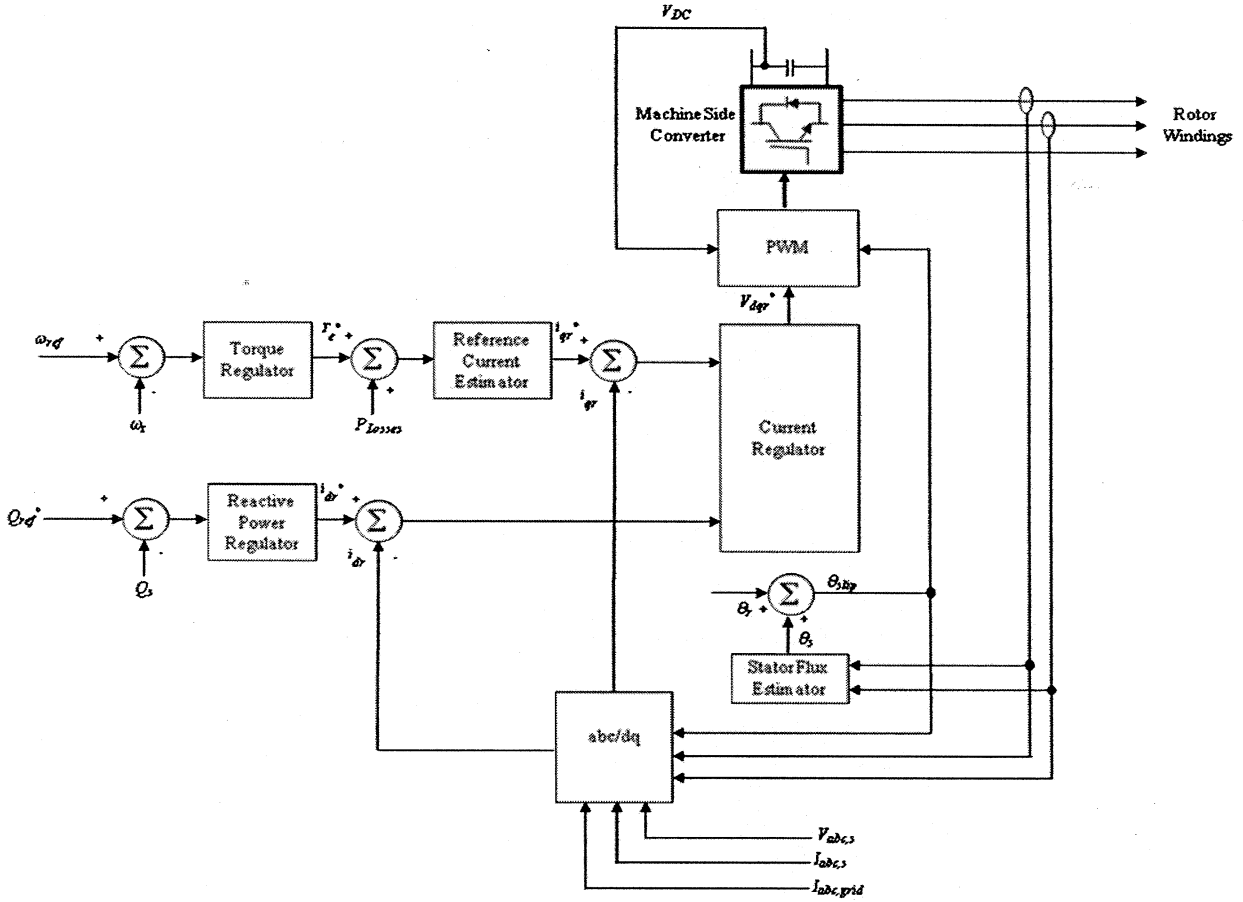 V_DC
Machine Side
Converter
Rotor
Windings
PWM
V_dqr*
ω_ref
+
Σ
-
ω_r
Torque
Regulator
T_e*
+
Σ
+
P_Losses
Reference
Current
Estimator
i_qr*
+
Σ
-
i_qr
Current
Regulator
Q_ref*
+
Σ
-
Q_s
Reactive
Power
Regulator
i_dr*
+
Σ
-
i_dr
θ_r
+
Σ
+
θ_slip
θ_s
Stator Flux
Estimator
abc/dq
V_abc,s
I_abc,s
I_abc,grid